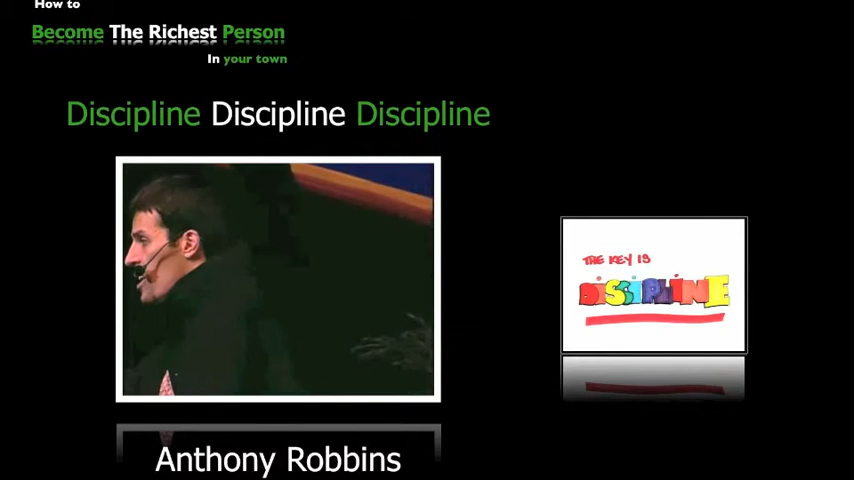 How to
Become The Richest Person
In your town
Discipline Discipline Discipline
THE KEY IS
DISCIPLINE
Anthony Robbins